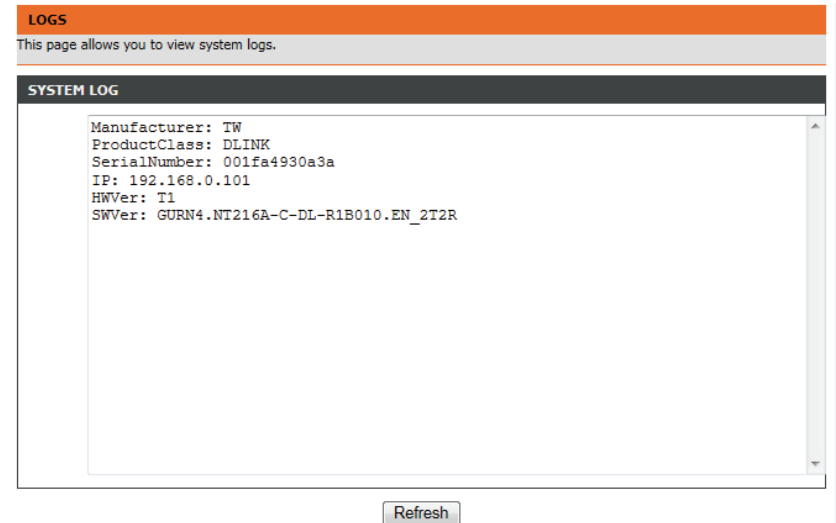 LOGS
This page allows you to view system logs.
SYSTEM LOG
Manufacturer: TW
ProductClass: DLINK
SerialNumber: 001fa4930a3a
IP: 192.168.0.101
HWVer: T1
SWVer: GURN4.NT216A-C-DL-R1B010.EN_2T2R
Refresh